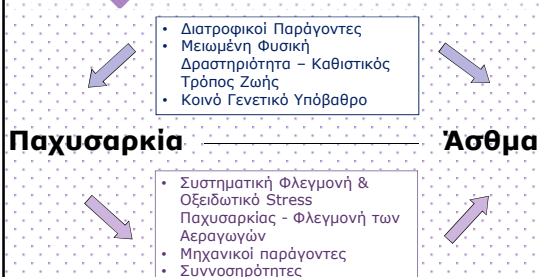 • Διατροφικοί Παράγοντες
• Μειωμένη Φυσική
Δραστηριότητα – Καθιστικός
Τρόπος Ζωής
• Κοινό Γενετικό Υπόβαθρο
Παχυσαρκία
Άσθμα
• Συστηματική Φλεγμονή &
Οξειδωτικό Stress
Παχυσαρκίας - Φλεγμονή των
Αεραγωγών
• Μηχανικοί παράγοντες
• Συννοσηρότητες